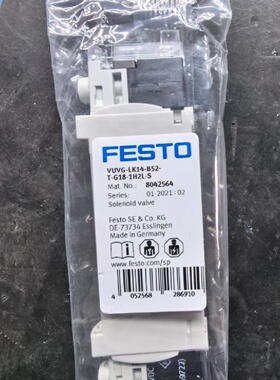 FESTO
VUVG-LK14-B52-
T-G18-1H2L-S
Mat. No.: 8042564
Series: 01-2021:02
Solenoid valve
Festo SE & Co. KG
DE-73734 Esslingen
Made in Germany
www.festo.com/sp
4 052568 286910